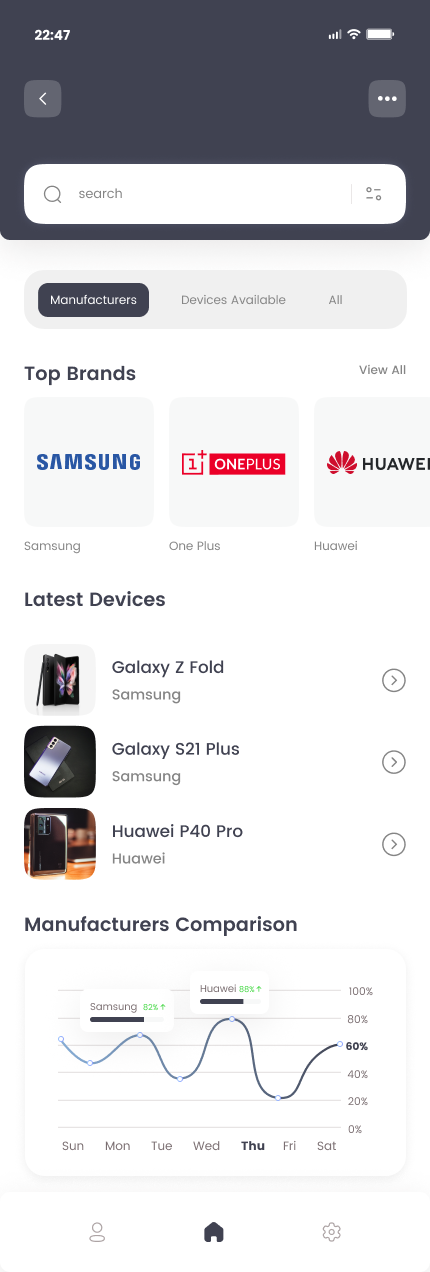 22:47
search
Manufacturers Devices Available All
Top Brands View All
SAMSUNG 1+ ONEPLUS HUAWEI
Samsung One Plus Huawei
Latest Devices
Galaxy Z Fold
Samsung
Galaxy S21 Plus
Samsung
Huawei P40 Pro
Huawei
Manufacturers Comparison
Huawei 88% ↑
100%
Samsung 82% ↑
80%
60%
40%
20%
0%
Sun Mon Tue Wed Thu Fri Sat